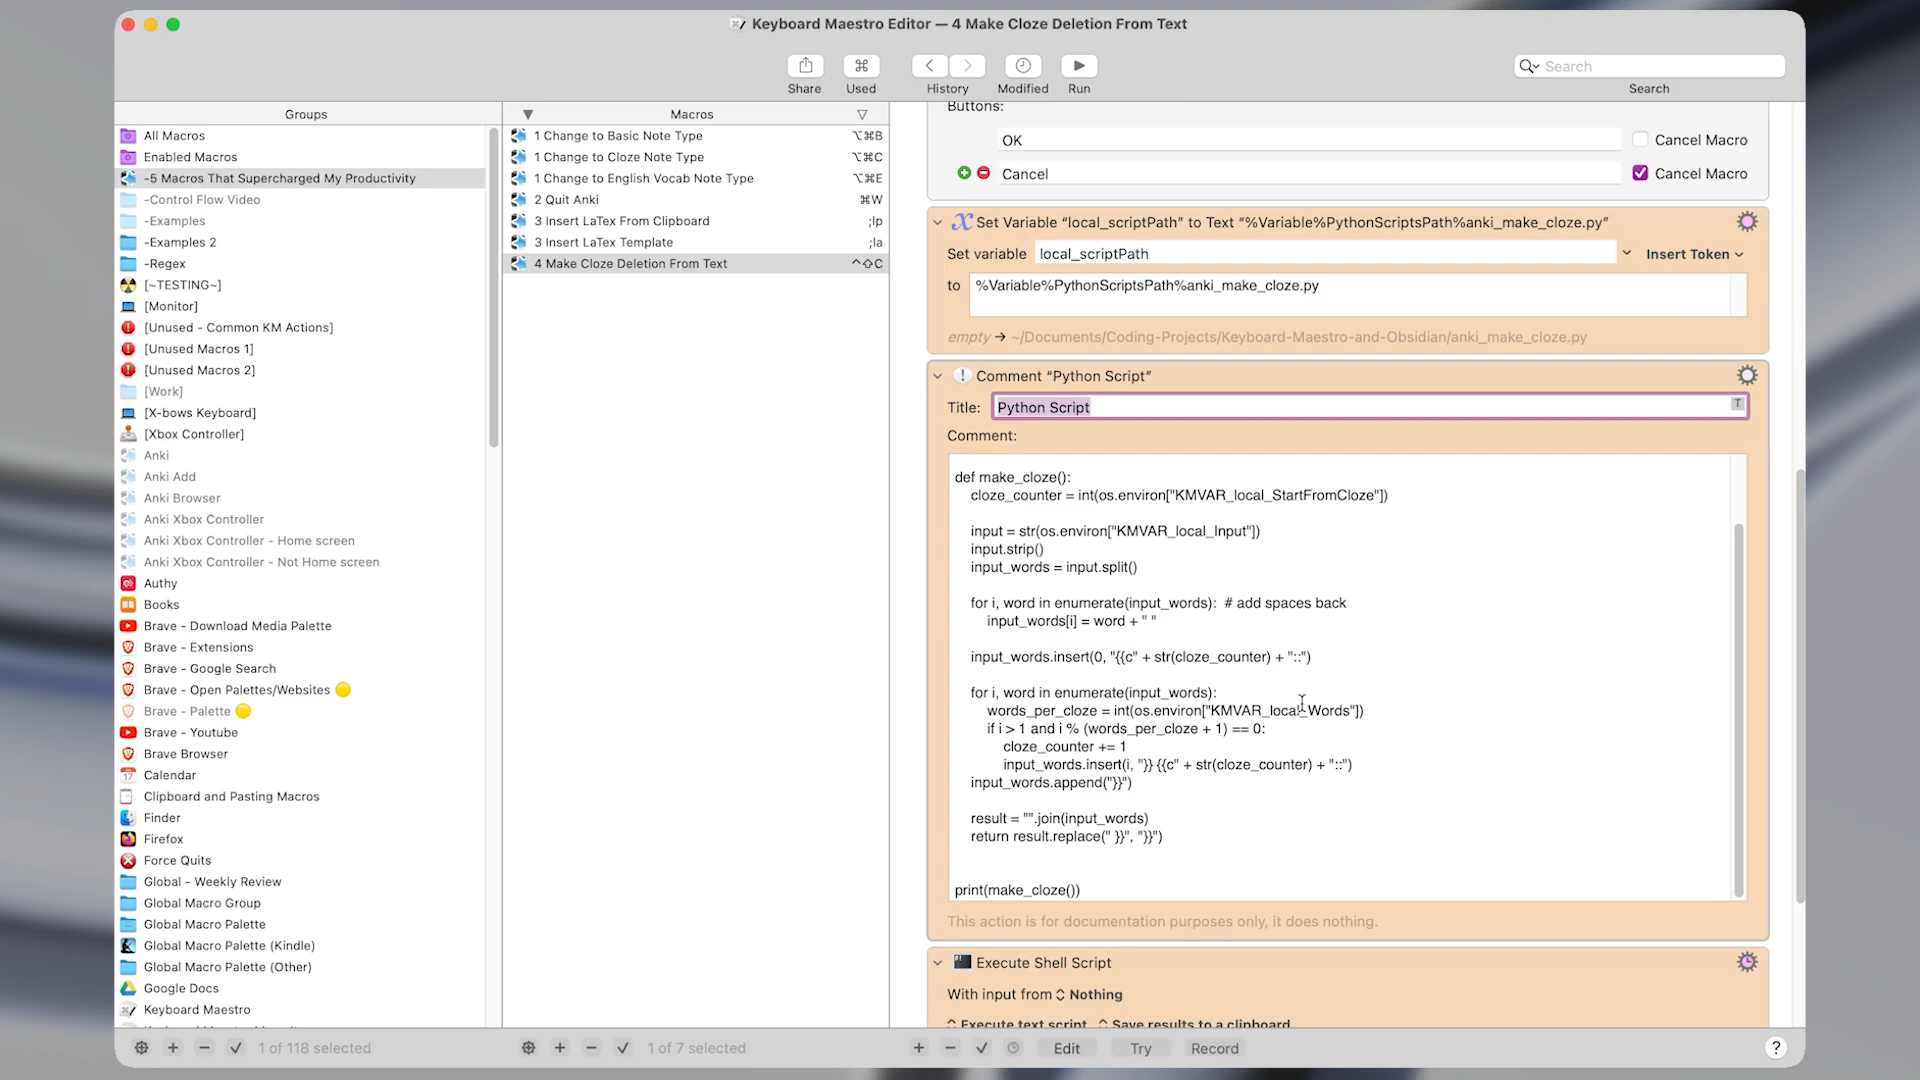 Keyboard Maestro Editor — 4 Make Cloze Deletion From Text
Share
Used
History
Modified
Run
Search
Search
Groups
All Macros
Enabled Macros
-5 Macros That Supercharged My Productivity
-Control Flow Video
-Examples
-Examples 2
-Regex
[~TESTING~]
[Monitor]
[Unused - Common KM Actions]
[Unused Macros 1]
[Unused Macros 2]
[Work]
[X-bows Keyboard]
[Xbox Controller]
Anki
Anki Add
Anki Browser
Anki Xbox Controller
Anki Xbox Controller - Home screen
Anki Xbox Controller - Not Home screen
Authy
Books
Brave - Download Media Palette
Brave - Extensions
Brave - Google Search
Brave - Open Palettes/Websites
Brave - Palette
Brave - Youtube
Brave Browser
Calendar
Clipboard and Pasting Macros
Finder
Firefox
Force Quits
Global - Weekly Review
Global Macro Group
Global Macro Palette
Global Macro Palette (Kindle)
Global Macro Palette (Other)
Google Docs
Keyboard Maestro
1 of 118 selected
Macros
1 Change to Basic Note Type ⌥⌘B
1 Change to Cloze Note Type ⌥⌘C
1 Change to English Vocab Note Type ⌥⌘E
2 Quit Anki ⌘W
3 Insert LaTex From Clipboard ;lp
3 Insert LaTex Template ;la
4 Make Cloze Deletion From Text ^⇧C
1 of 7 selected
Buttons:
OK Cancel Macro
Cancel Cancel Macro
Set Variable “local_scriptPath” to Text “%Variable%PythonScriptsPath%anki_make_cloze.py”
Set variable local_scriptPath Insert Token
to %Variable%PythonScriptsPath%anki_make_cloze.py
empty → ~/Documents/Coding-Projects/Keyboard-Maestro-and-Obsidian/anki_make_cloze.py
Comment “Python Script”
Title: Python Script T
Comment:
def make_cloze():
cloze_counter = int(os.environ["KMVAR_local_StartFromCloze"])
input = str(os.environ["KMVAR_local_Input"])
input.strip()
input_words = input.split()
for i, word in enumerate(input_words): # add spaces back
input_words[i] = word + " "
input_words.insert(0, "{{c" + str(cloze_counter) + "::")
for i, word in enumerate(input_words):
words_per_cloze = int(os.environ["KMVAR_local_Words"])
if i > 1 and i % (words_per_cloze + 1) == 0:
cloze_counter += 1
input_words.insert(i, "}} {{c" + str(cloze_counter) + "::")
input_words.append("}}")
result = "".join(input_words)
return result.replace(" }}", "}}")
print(make_cloze())
This action is for documentation purposes only, it does nothing.
Execute Shell Script
With input from Nothing
Execute text script Save results to a clipboard
Edit
Try
Record
?